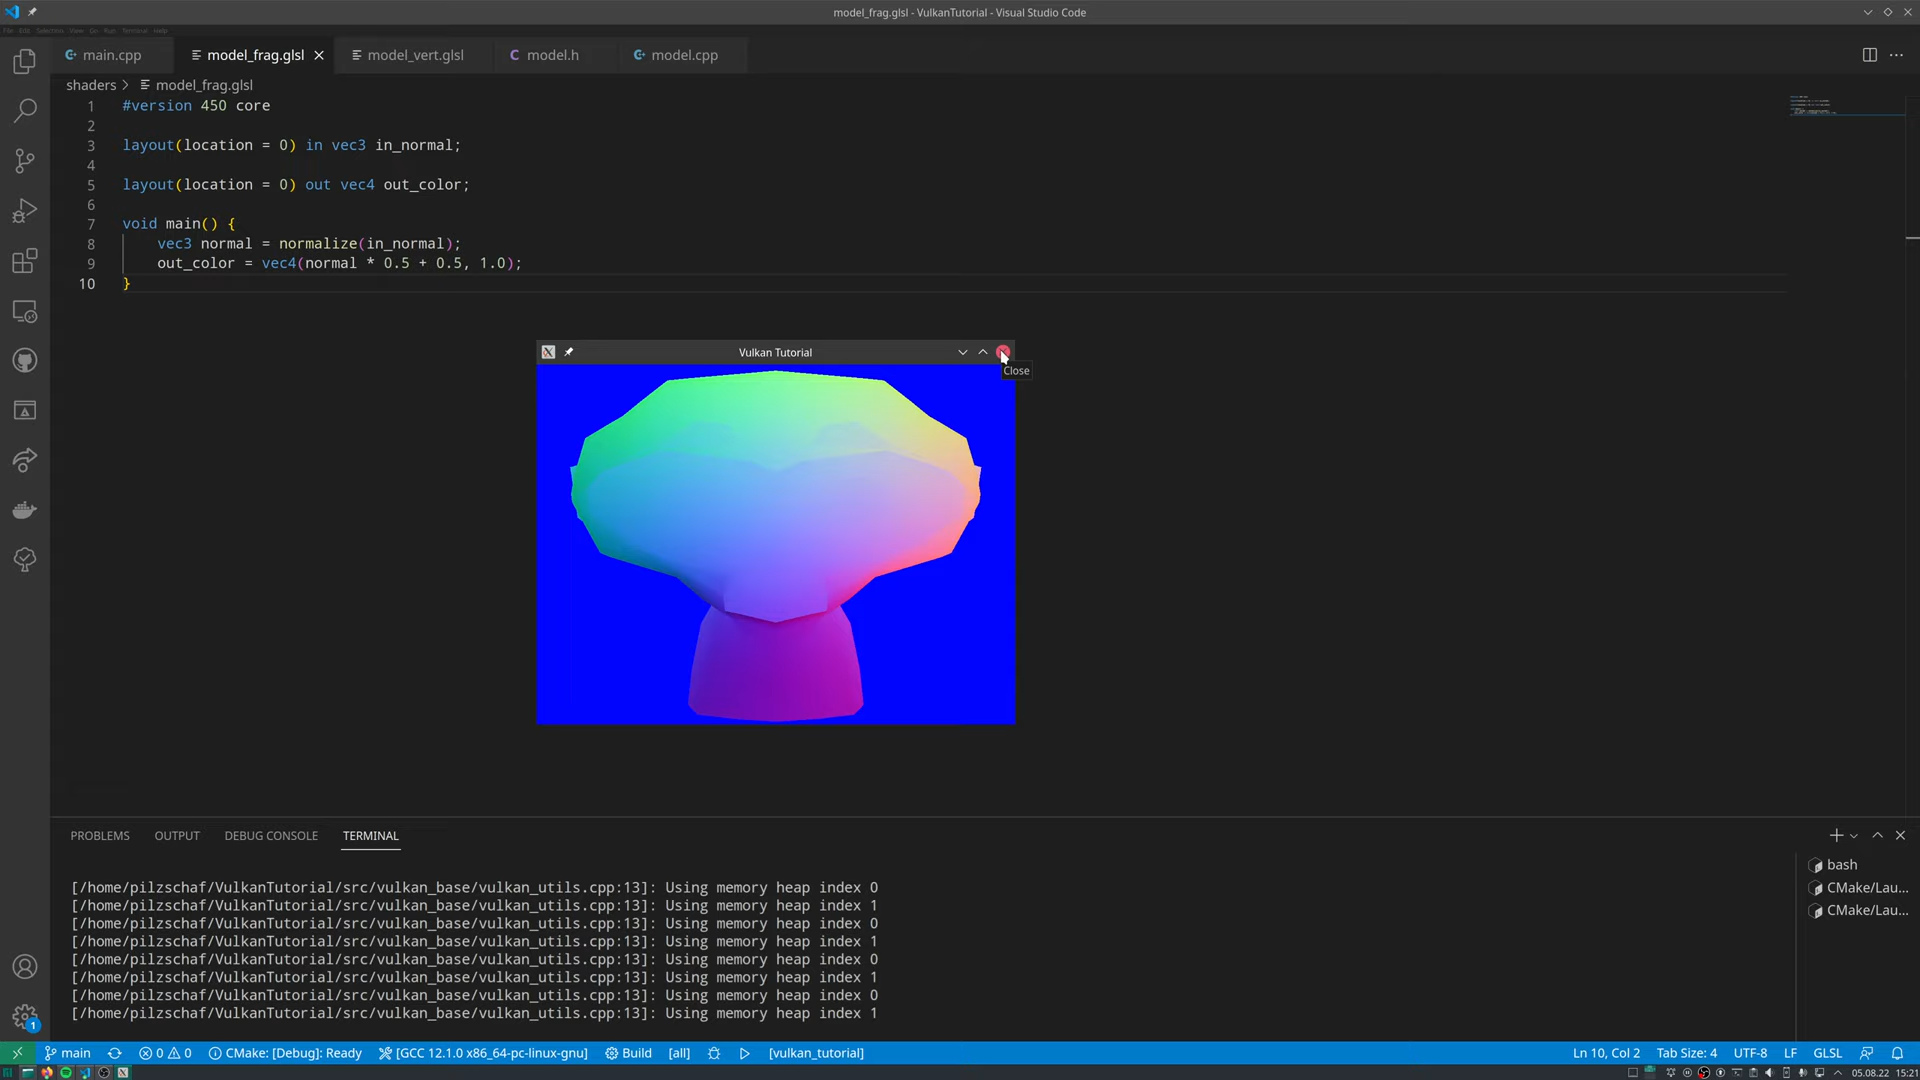 model_frag.glsl - VulkanTutorial - Visual Studio Code
File Edit Selection View Go Run Terminal Help
main.cpp
model_frag.glsl
model_vert.glsl
model.h
model.cpp
shaders > model_frag.glsl
1 #version 450 core
2
3 layout(location = 0) in vec3 in_normal;
4
5 layout(location = 0) out vec4 out_color;
6
7 void main() {
8 vec3 normal = normalize(in_normal);
9 out_color = vec4(normal * 0.5 + 0.5, 1.0);
10 }
Vulkan Tutorial
Close
PROBLEMS OUTPUT DEBUG CONSOLE TERMINAL
[/home/pilzschaf/VulkanTutorial/src/vulkan_base/vulkan_utils.cpp:13]: Using memory heap index 0
[/home/pilzschaf/VulkanTutorial/src/vulkan_base/vulkan_utils.cpp:13]: Using memory heap index 1
[/home/pilzschaf/VulkanTutorial/src/vulkan_base/vulkan_utils.cpp:13]: Using memory heap index 0
[/home/pilzschaf/VulkanTutorial/src/vulkan_base/vulkan_utils.cpp:13]: Using memory heap index 1
[/home/pilzschaf/VulkanTutorial/src/vulkan_base/vulkan_utils.cpp:13]: Using memory heap index 0
[/home/pilzschaf/VulkanTutorial/src/vulkan_base/vulkan_utils.cpp:13]: Using memory heap index 1
[/home/pilzschaf/VulkanTutorial/src/vulkan_base/vulkan_utils.cpp:13]: Using memory heap index 0
[/home/pilzschaf/VulkanTutorial/src/vulkan_base/vulkan_utils.cpp:13]: Using memory heap index 1
bash
CMake/Lau...
CMake/Lau...
1
main 0 0 CMake: [Debug]: Ready [GCC 12.1.0 x86_64-pc-linux-gnu] Build [all] [vulkan_tutorial] Ln 10, Col 2 Tab Size: 4 UTF-8 LF GLSL
05.08.22 15:21